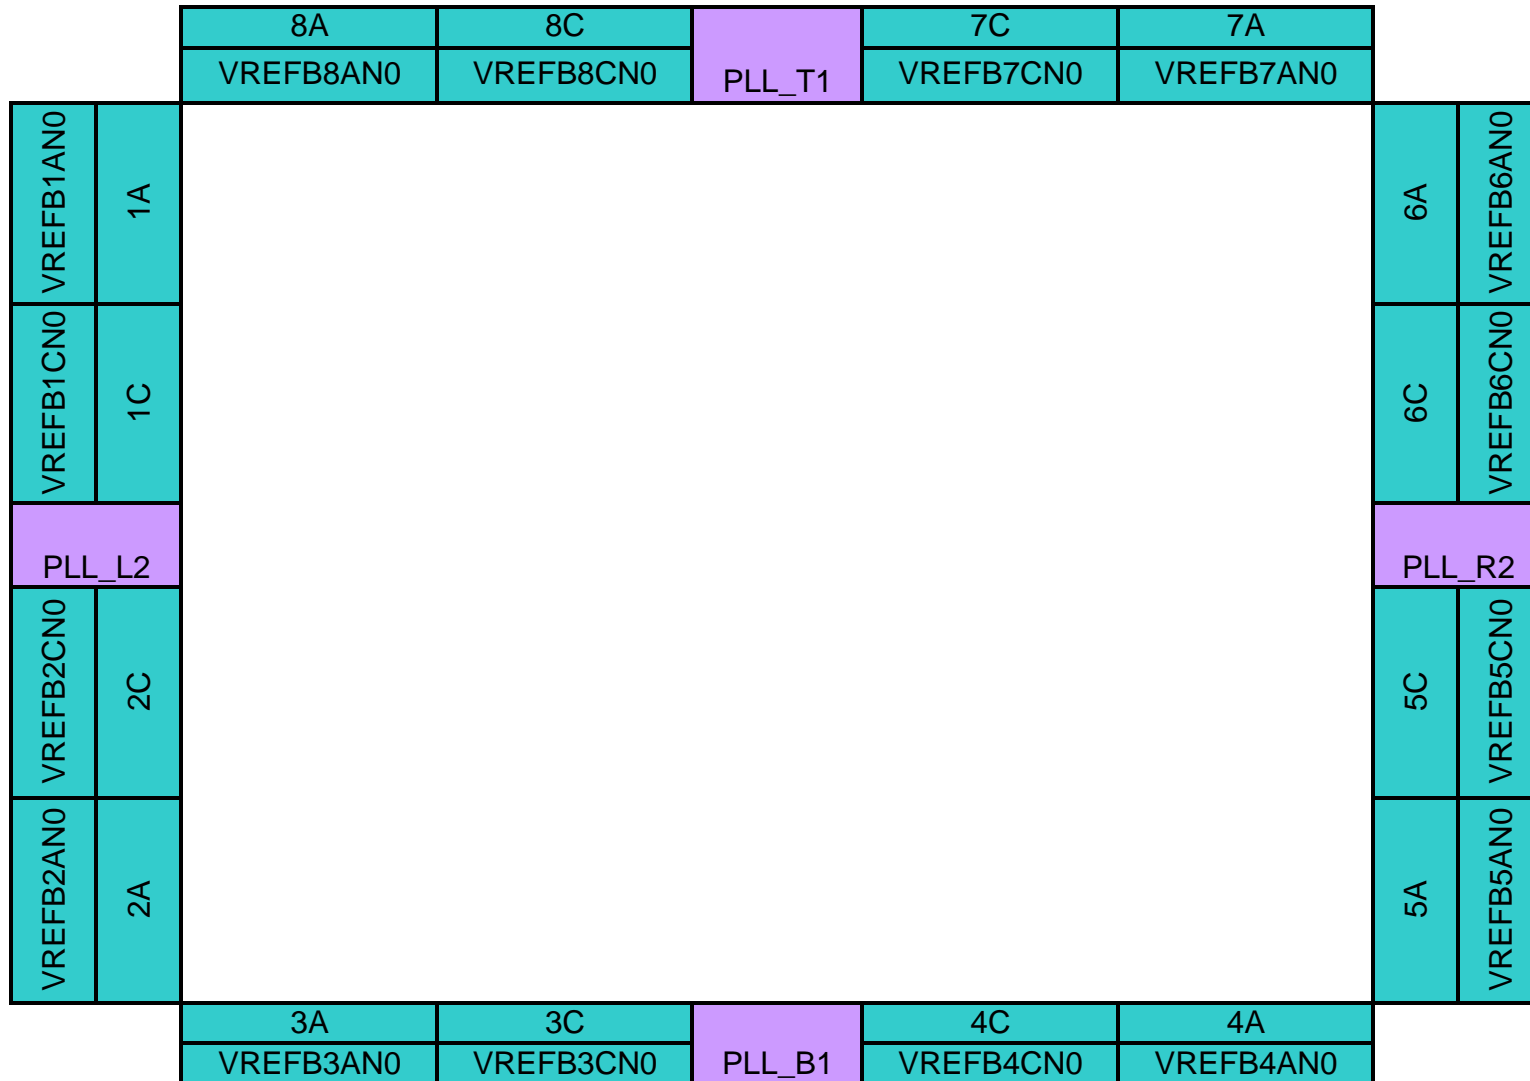 8A
8C
7C
7A
VREFB8AN0
VREFB8CN0
PLL_T1
VREFB7CN0
VREFB7AN0
VREFB1AN0
1A
6A
VREFB6AN0
VREFB1CN0
1C
6C
VREFB6CN0
PLL_L2
PLL_R2
VREFB2CN0
2C
5C
VREFB5CN0
VREFB2AN0
2A
5A
VREFB5AN0
3A
3C
4C
4A
VREFB3AN0
VREFB3CN0
PLL_B1
VREFB4CN0
VREFB4AN0